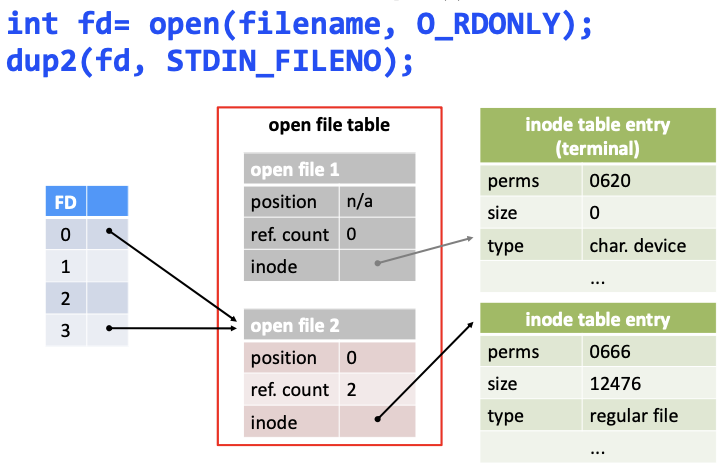 int fd= open(filename, O_RDONLY);
dup2(fd, STDIN_FILENO);
open file table
open file 1
position n/a
ref. count 0
inode
FD
0
1
2
3
open file 2
position 0
ref. count 2
inode
inode table entry
(terminal)
perms 0620
size 0
type char. device
...
inode table entry
perms 0666
size 12476
type regular file
...